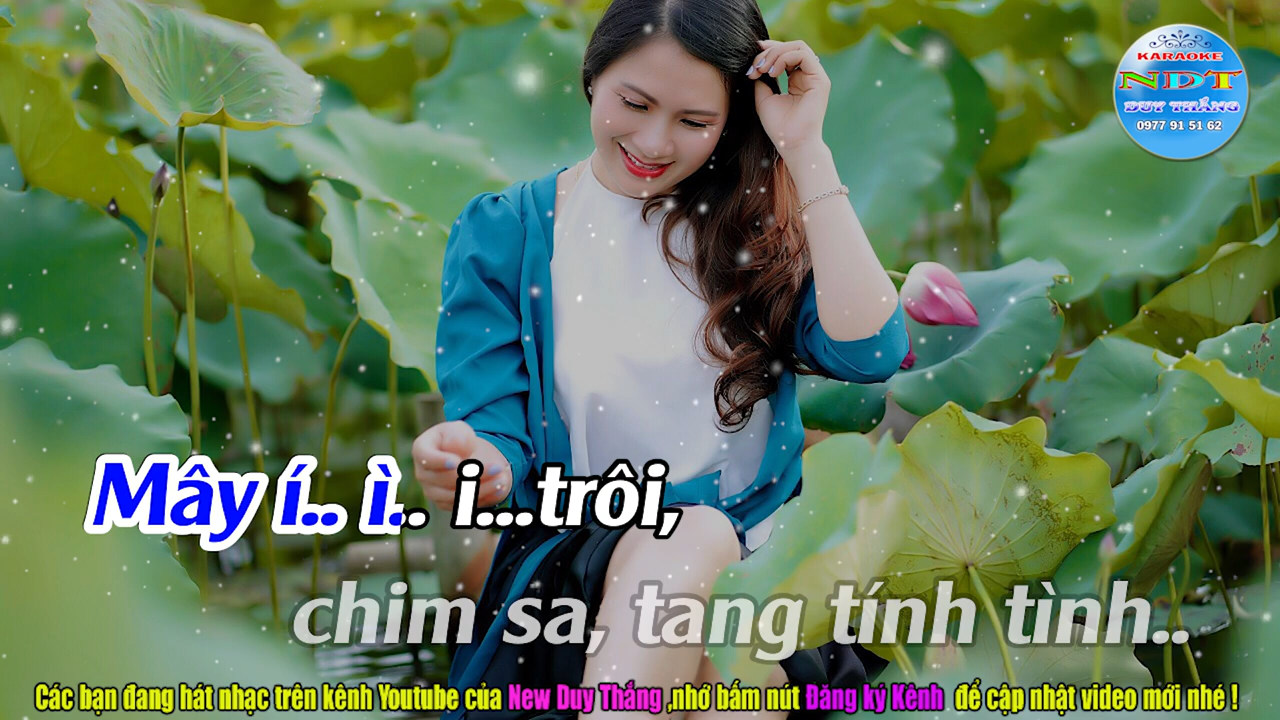 KARAOKE
NDT
DUY THẮNG
0977 91 51 62
Mây í.. ì.. i...trôi,
chim sa, tang tính tình..
Các bạn đang hát nhạc trên kênh Youtube của New Duy Thắng ,nhớ bấm nút Đăng ký Kênh để cập nhật video mới nhé !